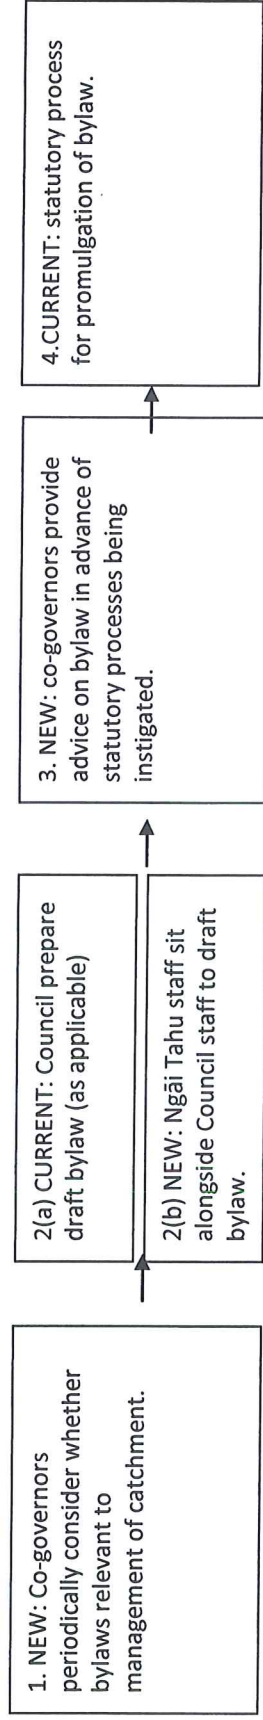 1. NEW: Co-governors
periodically consider whether
bylaws relevant to
management of catchment.
2(a) CURRENT: Council prepare
draft bylaw (as applicable)
2(b) NEW: Ngāi Tahu staff sit
alongside Council staff to draft
bylaw.
3. NEW: co-governors provide
advice on bylaw in advance of
statutory processes being
instigated.
4.CURRENT: statutory process
for promulgation of bylaw.